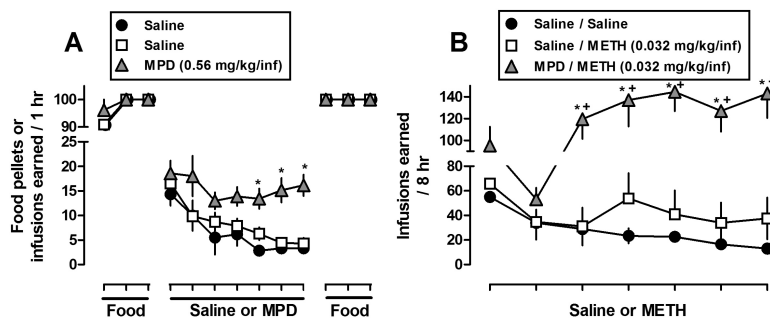 A
Saline
Saline
MPD (0.56 mg/kg/inf)
Food pellets or
infusions earned / 1 hr
100
90
25
20
15
10
5
0
* * *
Food
Saline or MPD
Food
B
Saline / Saline
Saline / METH (0.032 mg/kg/inf)
MPD / METH (0.032 mg/kg/inf)
Infusions earned
/ 8 hr
140
120
100
80
60
40
20
0
*+ *+ *+ *+ *+
Saline or METH